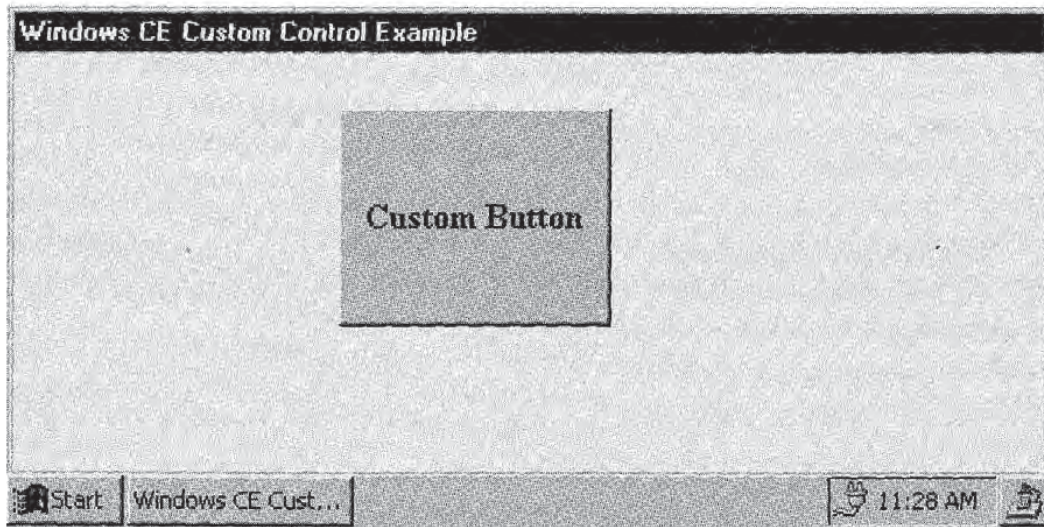 Windows CE Custom Control Example
Custom Button
Start
Windows CE Cust...
11:28 AM